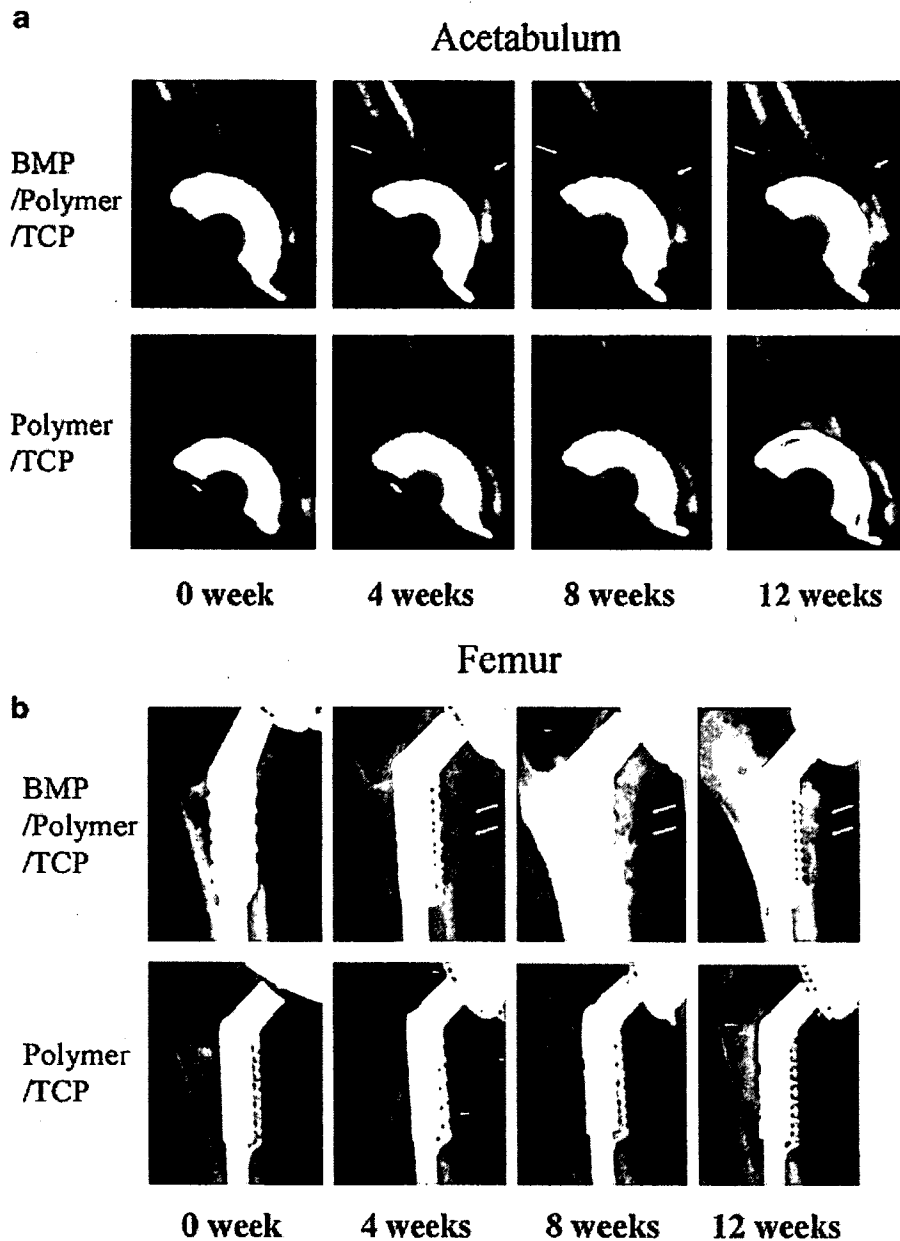 a
Acetabulum
BMP
/Polymer
/TCP
Polymer
/TCP
0 week
4 weeks
8 weeks
12 weeks
Femur
b
BMP
/Polymer
/TCP
Polymer
/TCP
0 week
4 weeks
8 weeks
12 weeks